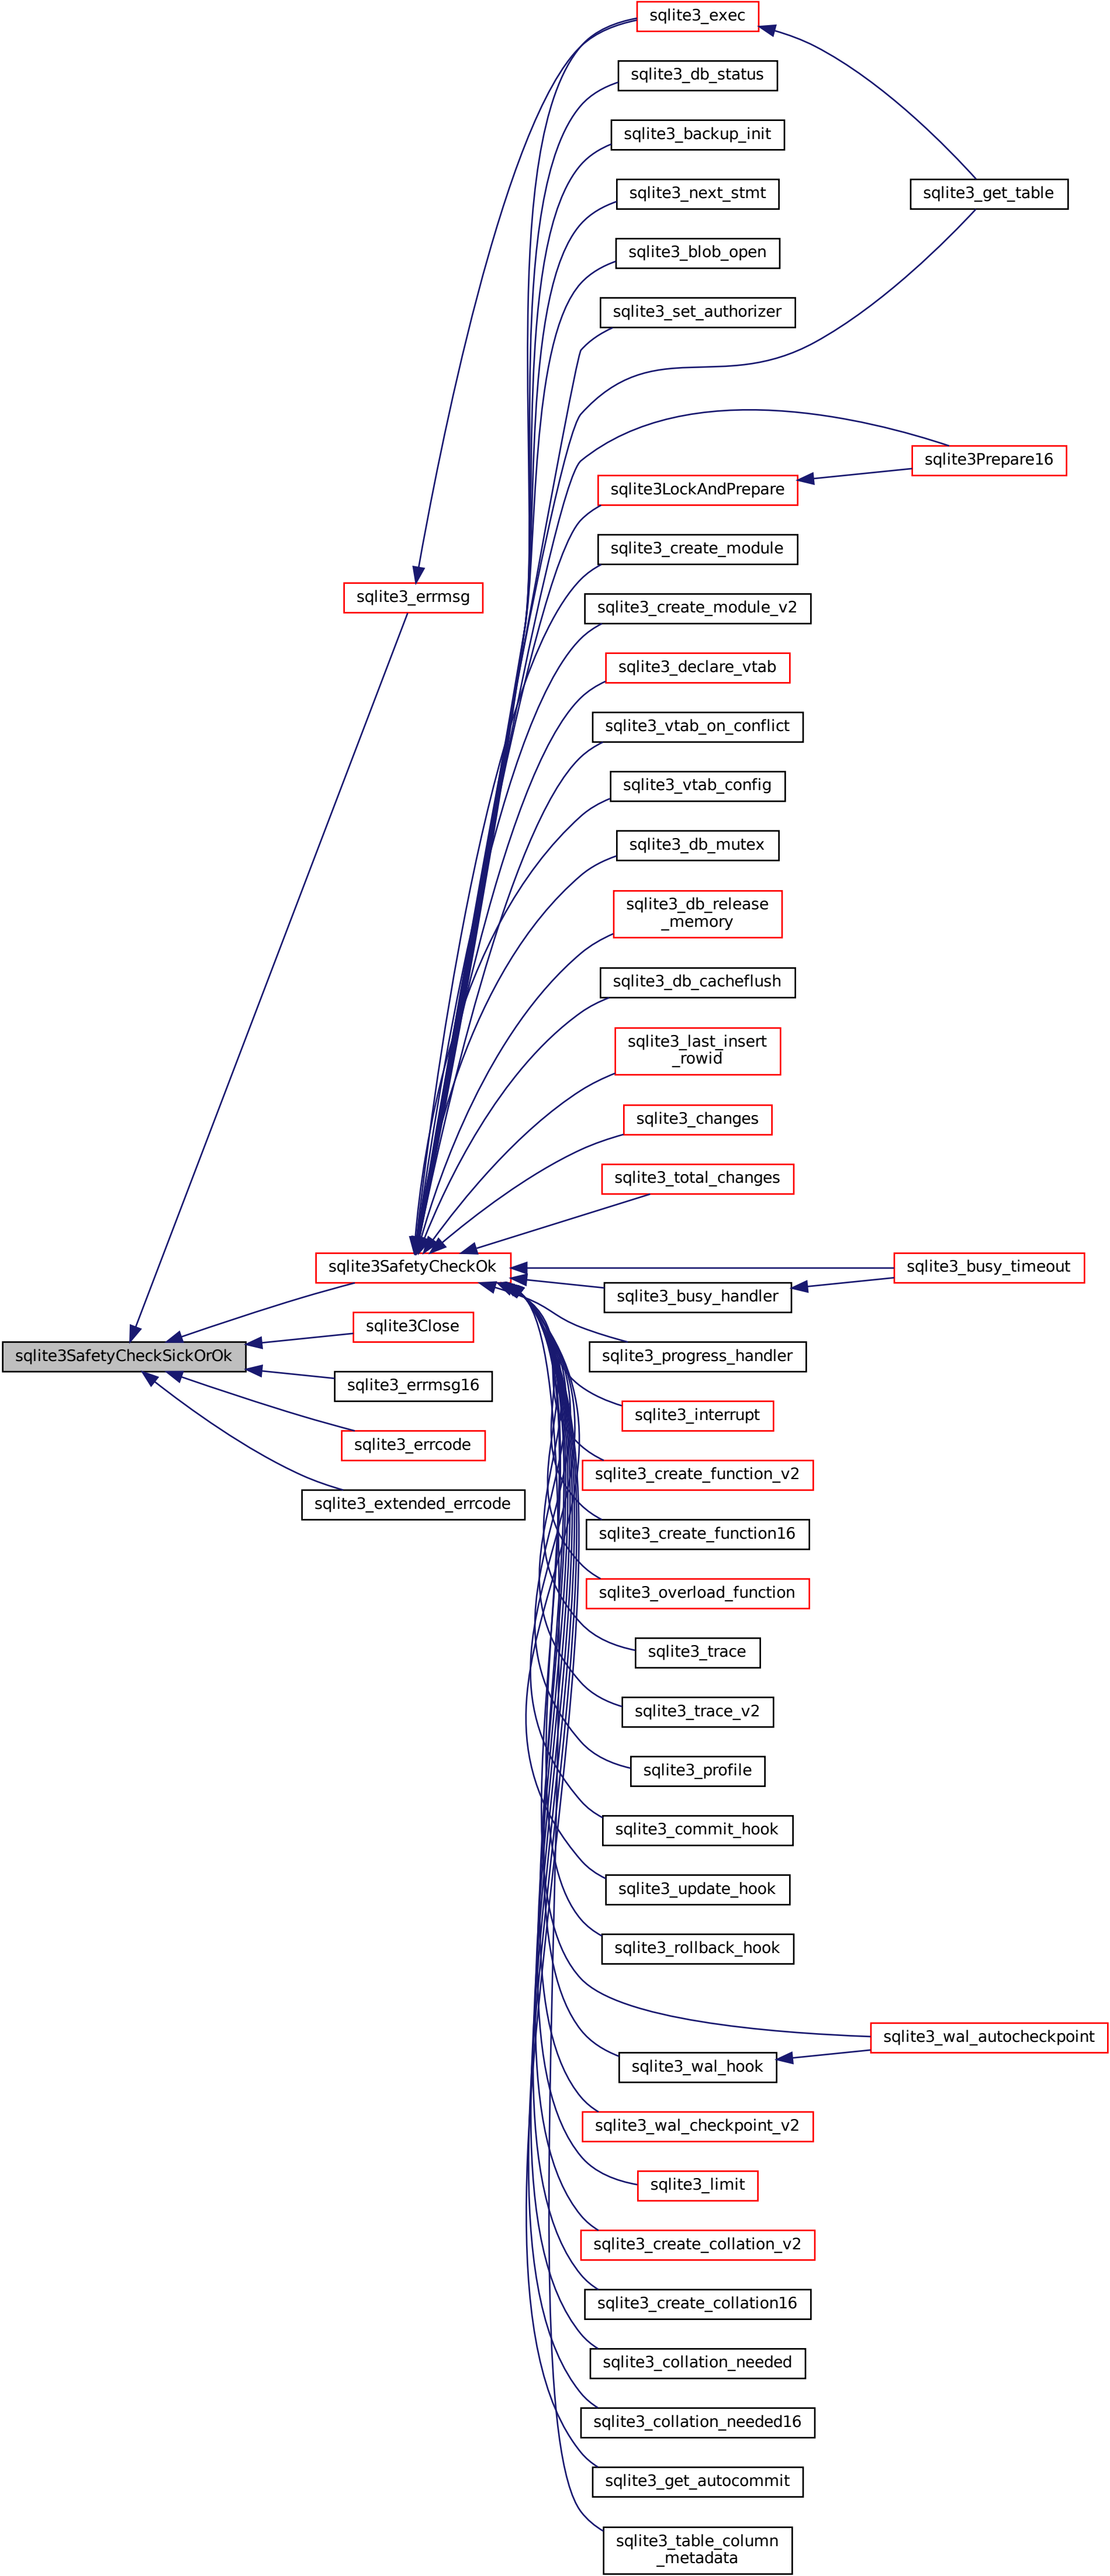 sqlite3_exec
sqlite3_db_status
sqlite3_backup_init
sqlite3_next_stmt
sqlite3_get_table
sqlite3_blob_open
sqlite3_set_authorizer
sqlite3Prepare16
sqlite3LockAndPrepare
sqlite3_create_module
sqlite3_errmsg
sqlite3_create_module_v2
sqlite3_declare_vtab
sqlite3_vtab_on_conflict
sqlite3_vtab_config
sqlite3_db_mutex
sqlite3_db_release
_memory
sqlite3_db_cacheflush
sqlite3_last_insert
_rowid
sqlite3_changes
sqlite3_total_changes
sqlite3SafetyCheckOk
sqlite3_busy_timeout
sqlite3_busy_handler
sqlite3Close
sqlite3SafetyCheckSickOrOk
sqlite3_progress_handler
sqlite3_errmsg16
sqlite3_interrupt
sqlite3_errcode
sqlite3_create_function_v2
sqlite3_extended_errcode
sqlite3_create_function16
sqlite3_overload_function
sqlite3_trace
sqlite3_trace_v2
sqlite3_profile
sqlite3_commit_hook
sqlite3_update_hook
sqlite3_rollback_hook
sqlite3_wal_autocheckpoint
sqlite3_wal_hook
sqlite3_wal_checkpoint_v2
sqlite3_limit
sqlite3_create_collation_v2
sqlite3_create_collation16
sqlite3_collation_needed
sqlite3_collation_needed16
sqlite3_get_autocommit
sqlite3_table_column
_metadata